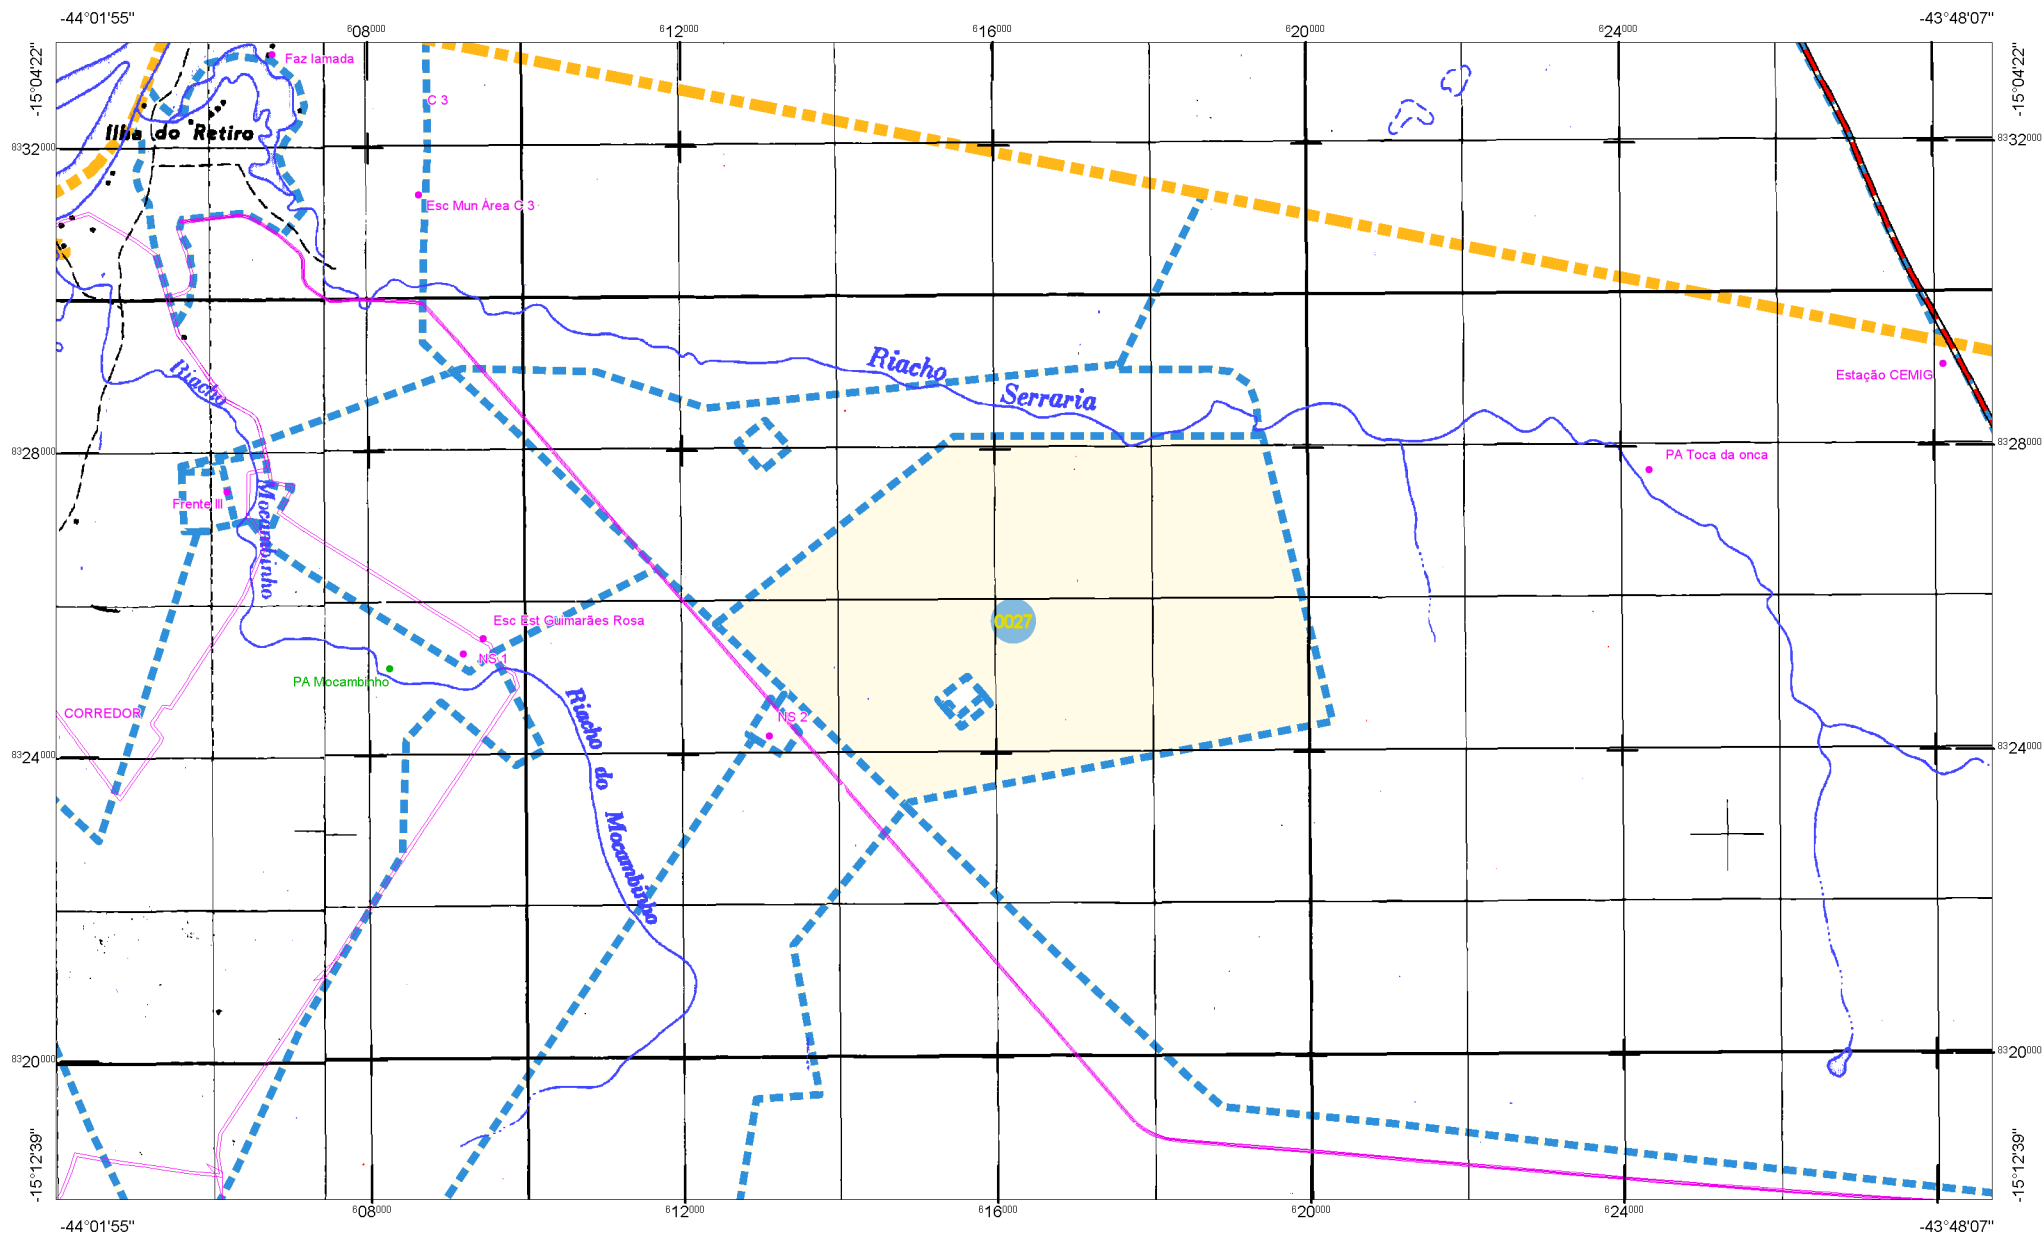 -44°01'55"
-43°48'07"
608000
612000
616000
620000
624000
-15°04'22"
-15°04'22"
Faz lamada
C 3
Ilha do Retiro
8332000
8332000
Esc Mun Área C 3
Riacho
Serraria
Estação CEMIG
Riacho
8328000
8328000
PA Toca da onca
Frente III
Mocambinho
0027
Esc Est Guimarães Rosa
NS 1
PA Mocambinho
CORREDOR
NS 2
Riacho
do
Mocambinho
8324000
8324000
8320000
8320000
-15°12'39"
-15°12'39"
608000
612000
616000
620000
624000
-44°01'55"
-43°48'07"